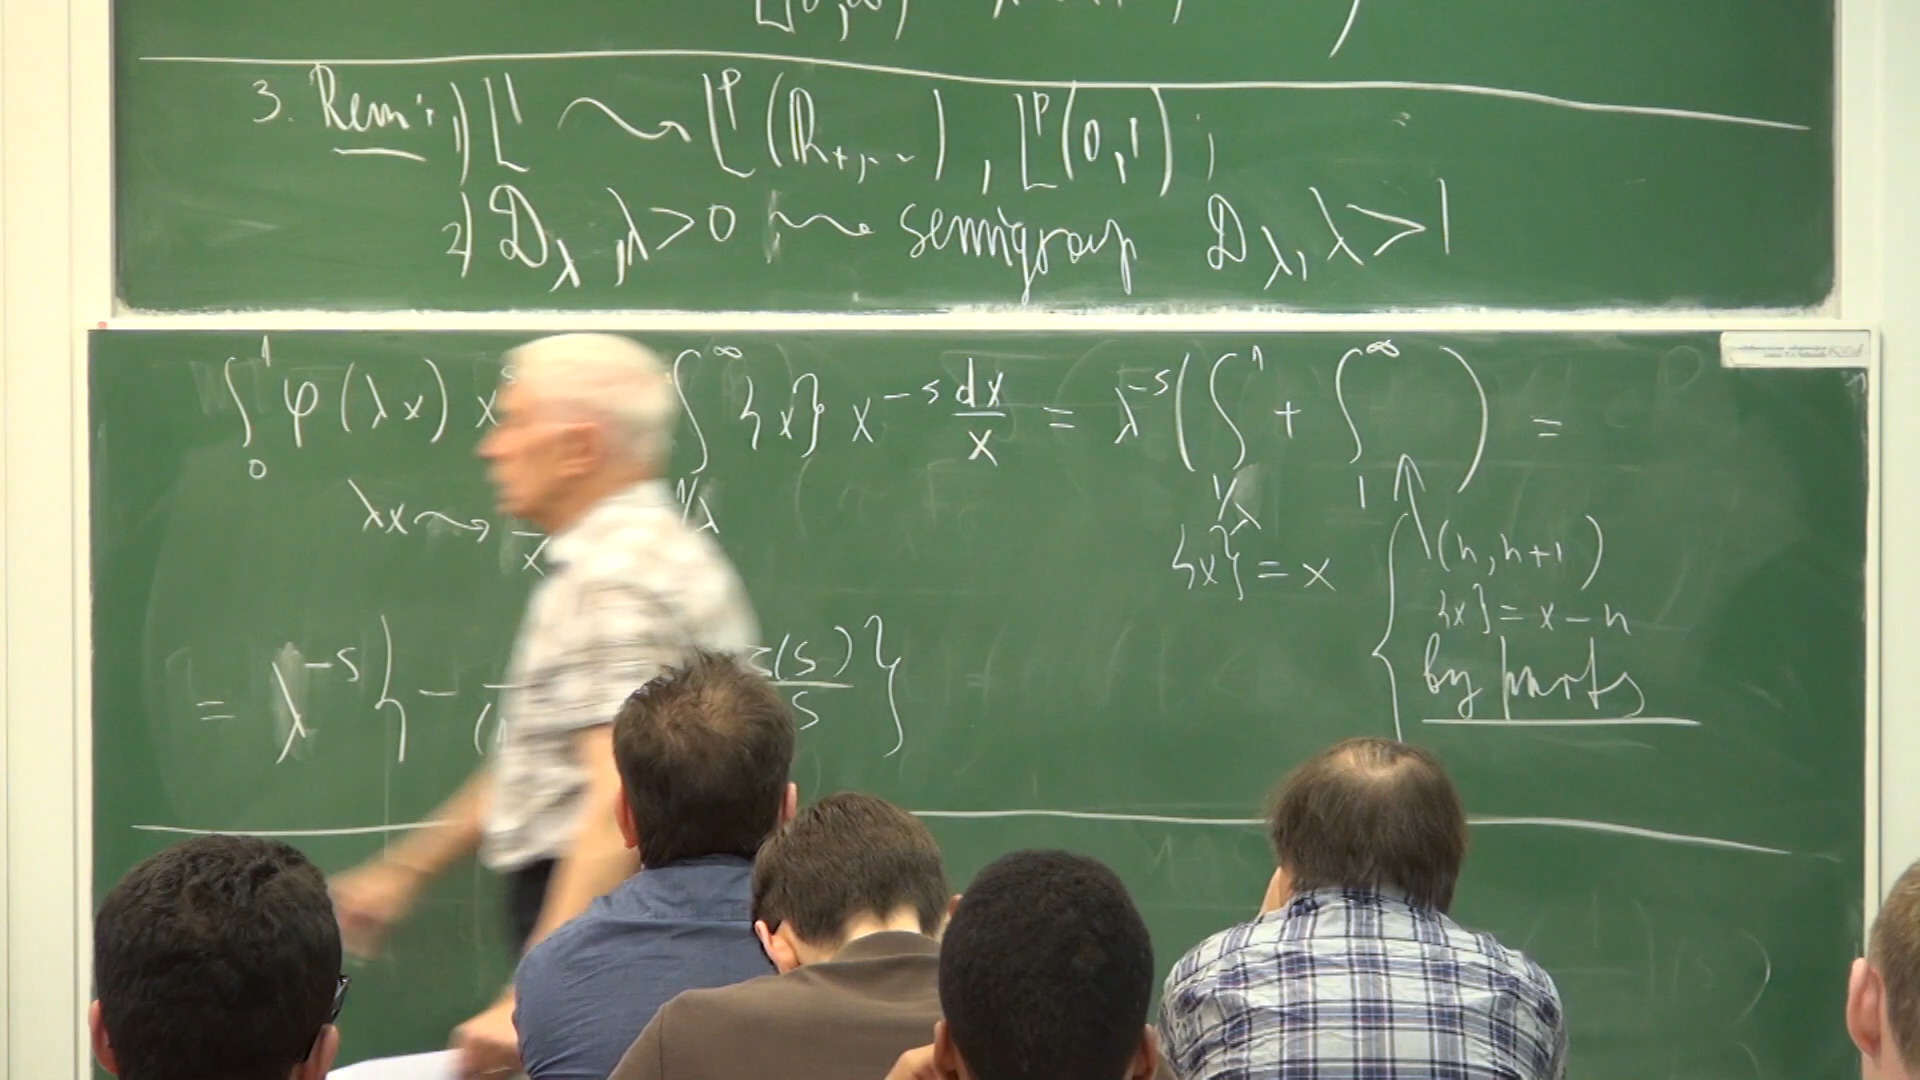 3. Rem: 1) L¹ ⇝ Lᵖ(ℝ₊,...), Lᵖ(0,1);
2) 𝒟_λ, λ>0 ⇝ semigroup 𝒟_λ, λ>1
∫₀¹ φ(λx) x ∫_{1/λ}^∞ {x} x^{-s} dx/x = λ^{-s}(∫_{1/λ}^1 + ∫_1^∞) =
λx ⇝ x
{x} = x
(n, n+1)
{x} = x - n
by parts
= λ^{-s} { - (s) / s }